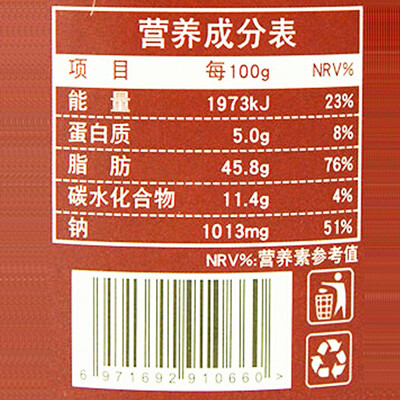 营养成分表
项 目 每100g NRV%
能 量 1973kJ 23%
蛋白质 5.0g 8%
脂 肪 45.8g 76%
碳水化合物 11.4g 4%
钠 1013mg 51%
NRV%:营养素参考值
6 971692 910660 >